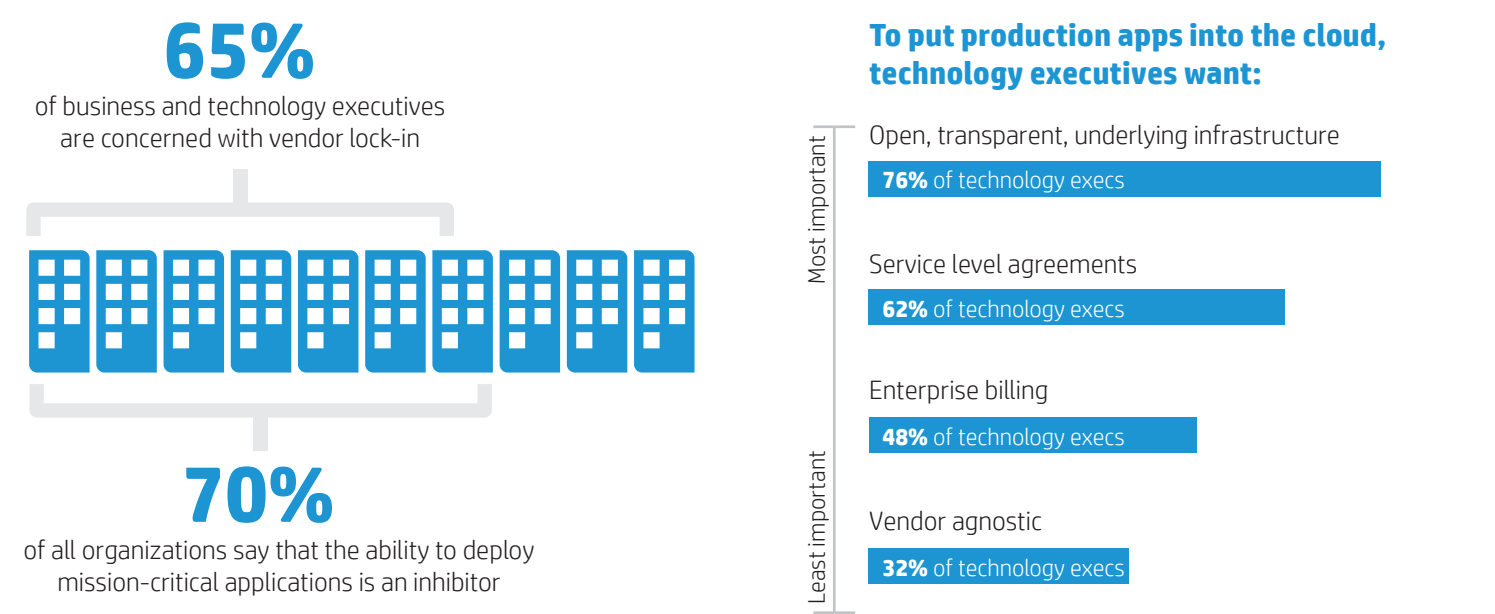 65%
of business and technology executives
are concerned with vendor lock-in
70%
of all organizations say that the ability to deploy
mission-critical applications is an inhibitor
To put production apps into the cloud,
technology executives want:
Most important
Open, transparent, underlying infrastructure
76% of technology execs
Service level agreements
62% of technology execs
Enterprise billing
48% of technology execs
Least important
Vendor agnostic
32% of technology execs